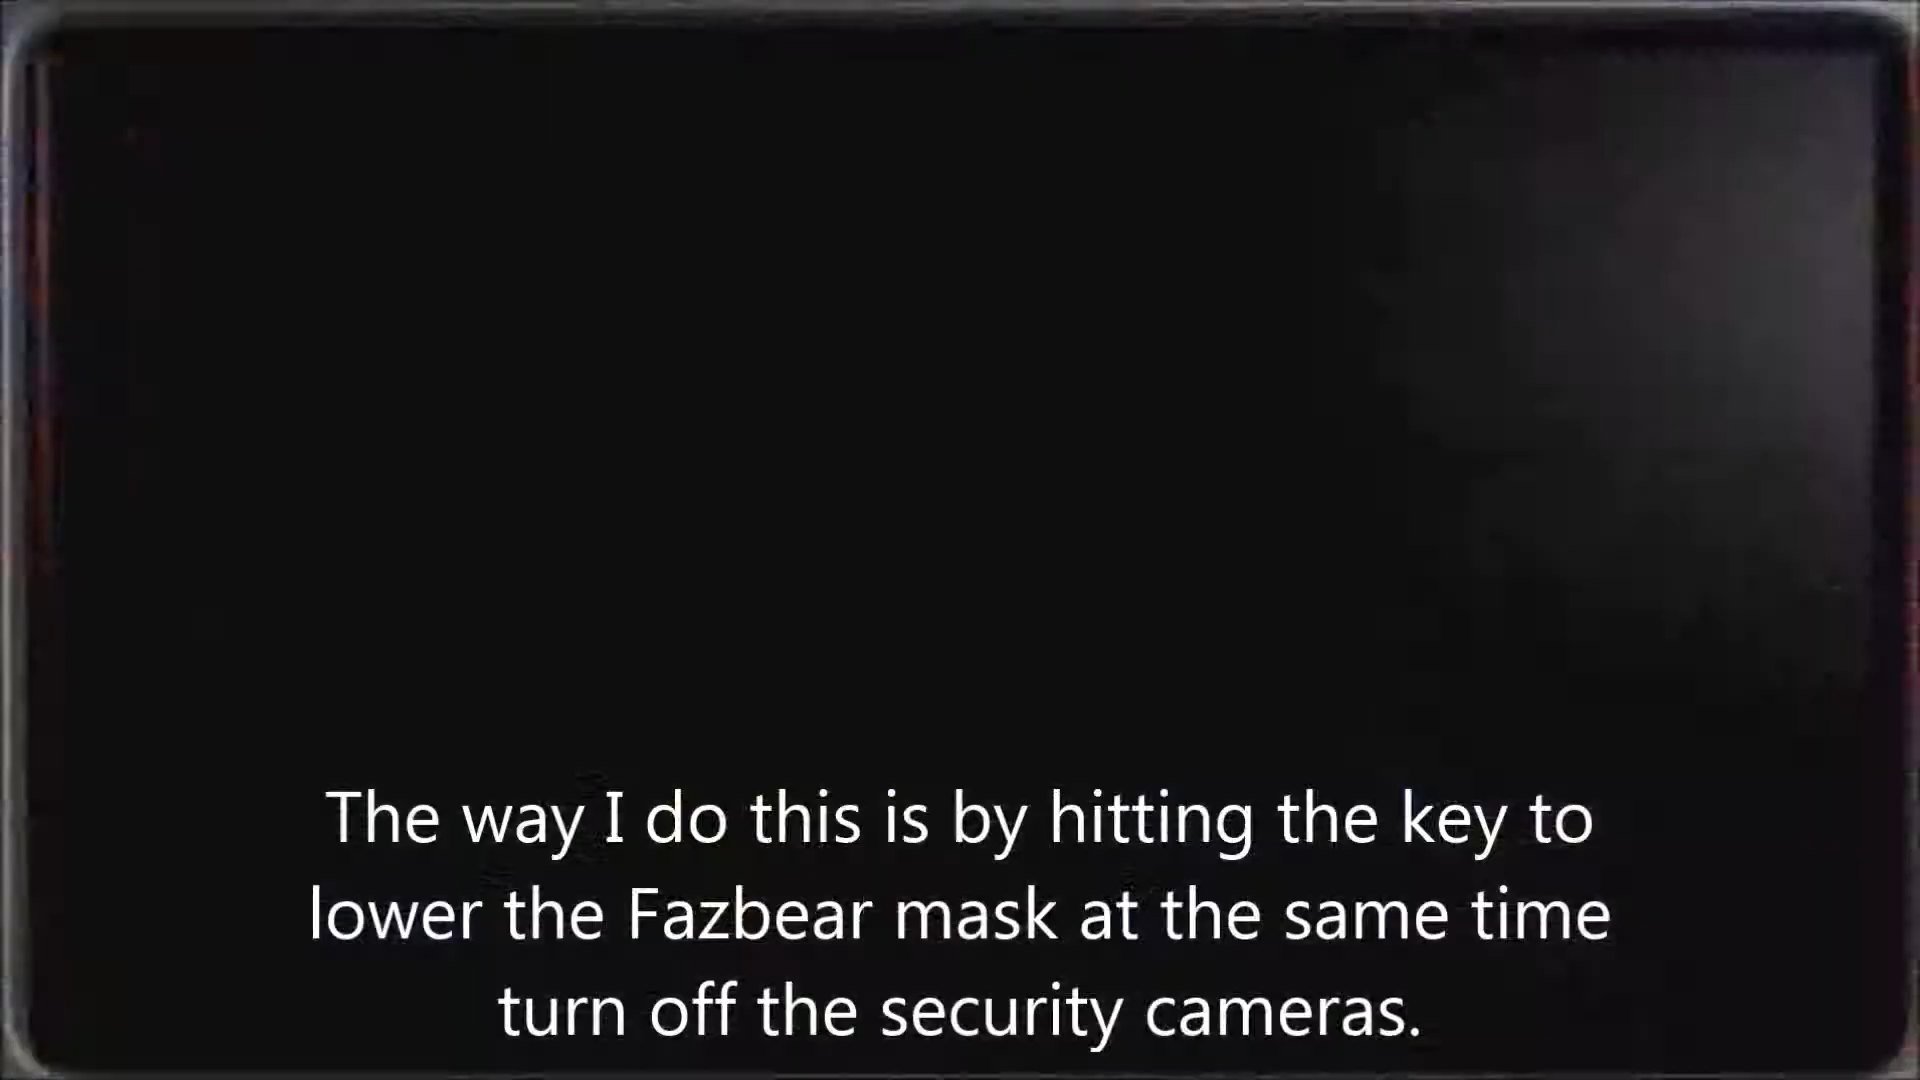 The way I do this is by hitting the key to
lower the Fazbear mask at the same time
turn off the security cameras.